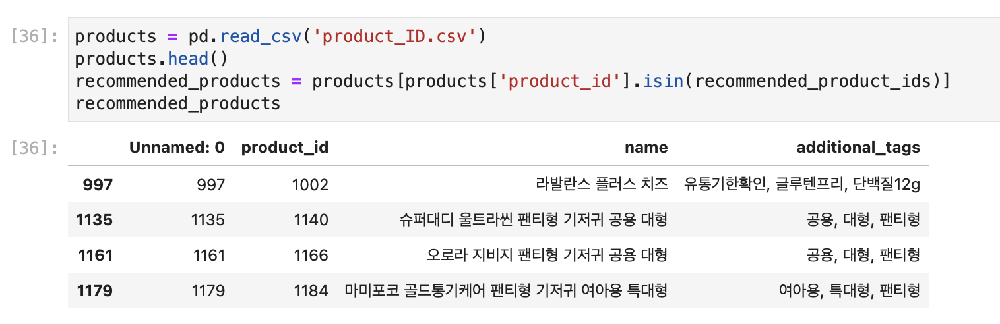 [36]: products = pd.read_csv('product_ID.csv')
products.head()
recommended_products = products[products['product_id'].isin(recommended_product_ids)]
recommended_products
[36]: Unnamed: 0 product_id name additional_tags
997 997 1002 라발란스 플러스 치즈 유통기한확인, 글루텐프리, 단백질12g
1135 1135 1140 슈퍼대디 울트라씬 팬티형 기저귀 공용 대형 공용, 대형, 팬티형
1161 1161 1166 오로라 지비지 팬티형 기저귀 공용 대형 공용, 대형, 팬티형
1179 1179 1184 마미포코 골드통기케어 팬티형 기저귀 여아용 특대형 여아용, 특대형, 팬티형